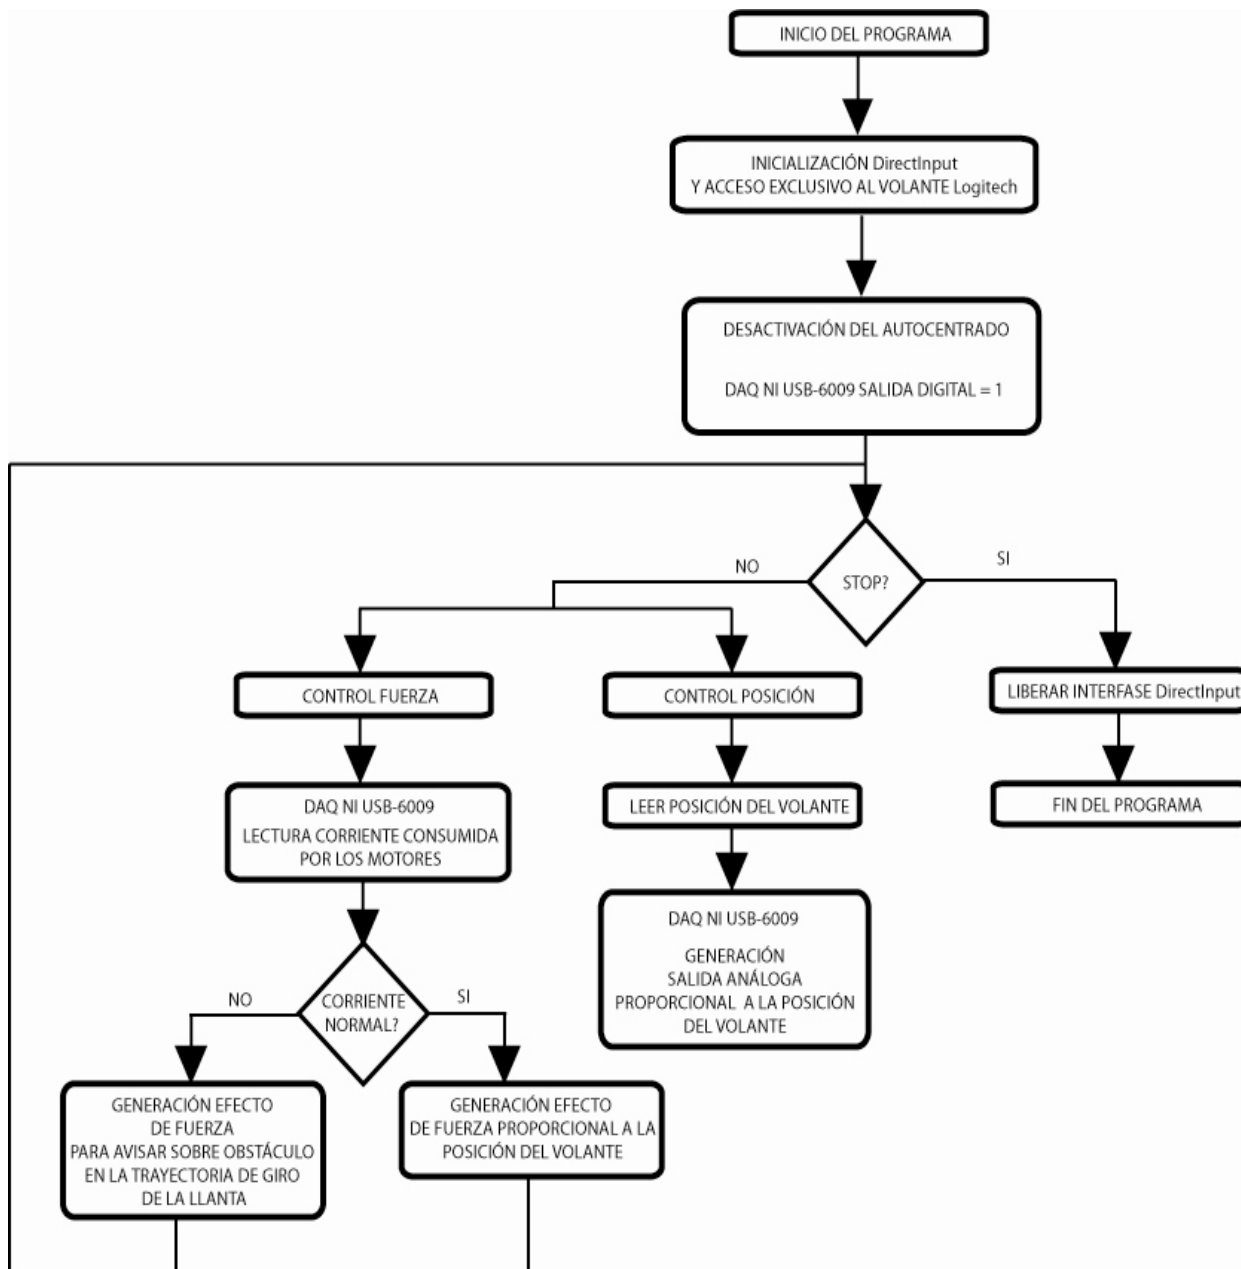 INICIO DEL PROGRAMA
INICIALIZACIÓN DirectInput
Y ACCESO EXCLUSIVO AL VOLANTE Logitech
DESACTIVACIÓN DEL AUTOCENTRADO
DAQ NI USB-6009 SALIDA DIGITAL = 1
STOP?
NO
SI
CONTROL FUERZA
CONTROL POSICIÓN
LIBERAR INTERFASE DirectInput
DAQ NI USB-6009
LECTURA CORRIENTE CONSUMIDA
POR LOS MOTORES
LEER POSICIÓN DEL VOLANTE
FIN DEL PROGRAMA
DAQ NI USB-6009
GENERACIÓN
SALIDA ANÁLOGA
PROPORCIONAL A LA POSICIÓN
DEL VOLANTE
CORRIENTE
NORMAL?
NO
SI
GENERACIÓN EFECTO
DE FUERZA
PARA AVISAR SOBRE OBSTÁCULO
EN LA TRAYECTORIA DE GIRO
DE LA LLANTA
GENERACIÓN EFECTO
DE FUERZA PROPORCIONAL A LA
POSICIÓN DEL VOLANTE